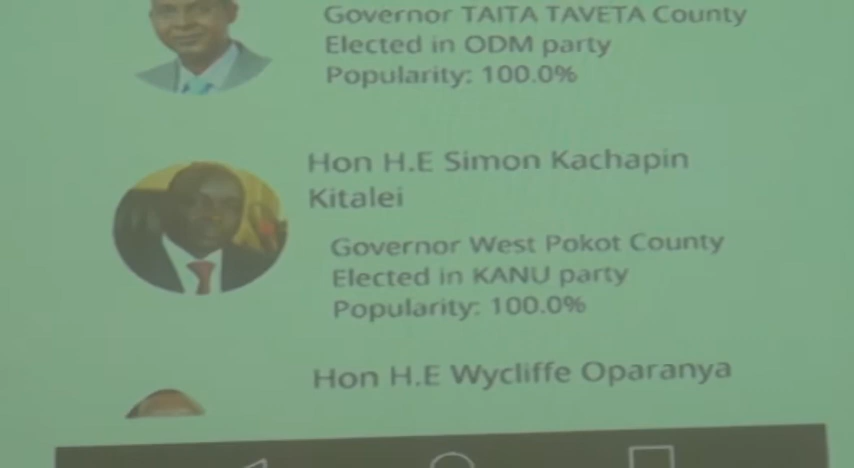 Governor TAITA TAVETA County
Elected in ODM party
Popularity: 100.0%
Hon H.E Simon Kachapin
Kitalei
Governor West Pokot County
Elected in KANU party
Popularity: 100.0%
Hon H.E Wycliffe Oparanya